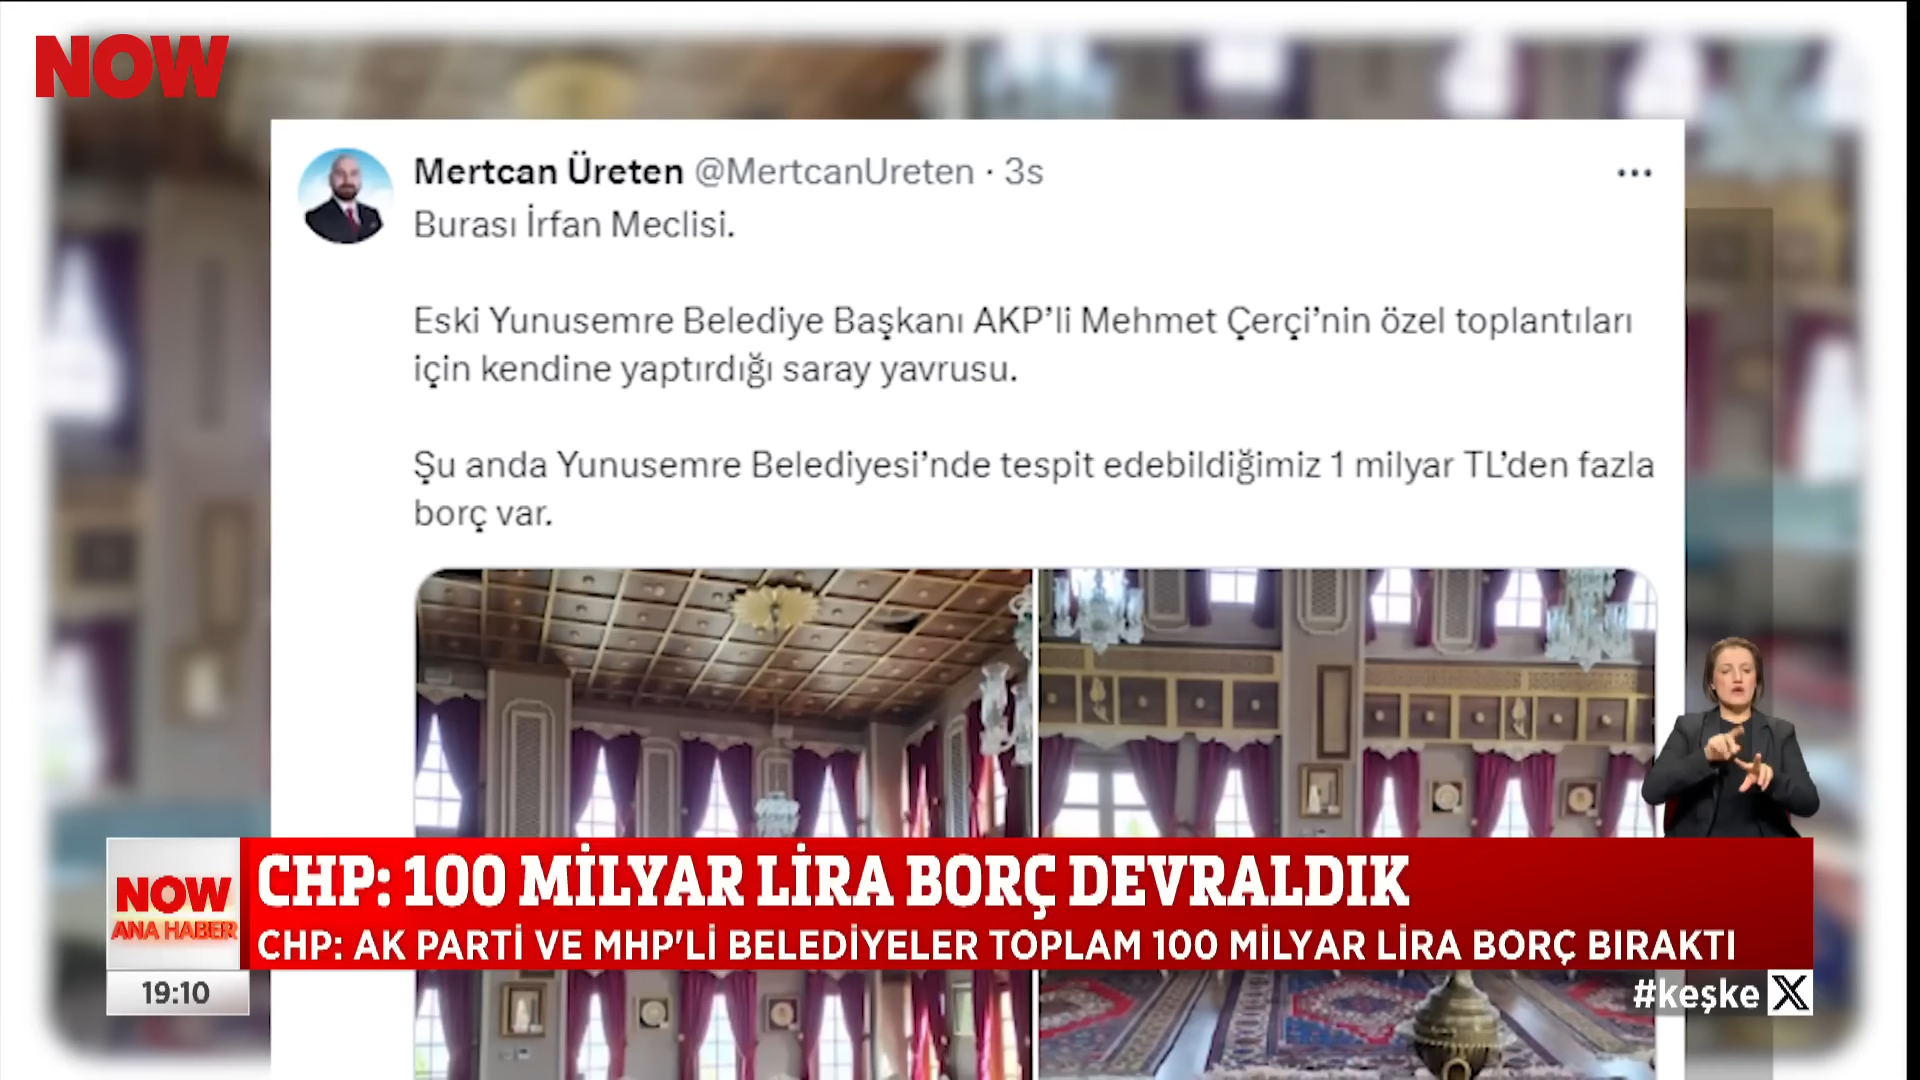 NOW
Mertcan Üreten @MertcanUreten · 3s
Burası İrfan Meclisi.
Eski Yunusemre Belediye Başkanı AKP’li Mehmet Çerçi’nin özel toplantıları
için kendine yaptırdığı saray yavrusu.
Şu anda Yunusemre Belediyesi’nde tespit edebildiğimiz 1 milyar TL’den fazla
borç var.
NOW
ANA HABER
CHP: 100 MİLYAR LİRA BORÇ DEVRALDIK
CHP: AK PARTİ VE MHP'Lİ BELEDİYELER TOPLAM 100 MİLYAR LİRA BORÇ BIRAKTI
19:10
#keşke X